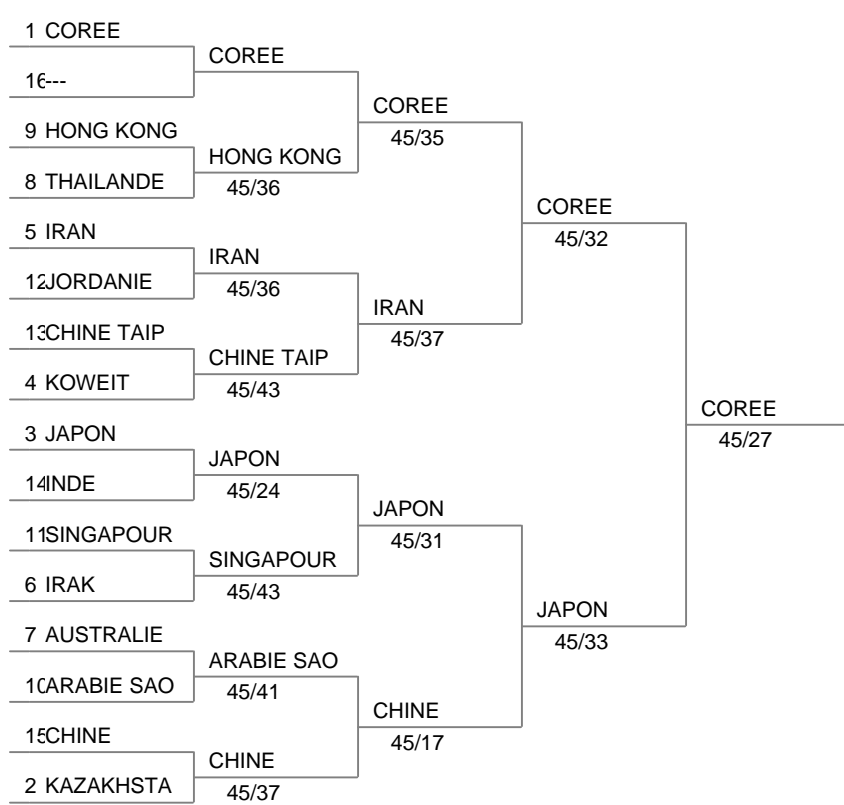 1 COREE
16---
9 HONG KONG
8 THAILANDE
5 IRAN
12JORDANIE
13CHINE TAIP
4 KOWEIT
3 JAPON
14INDE
11SINGAPOUR
6 IRAK
7 AUSTRALIE
10ARABIE SAO
15CHINE
2 KAZAKHSTA
COREE
HONG KONG
45/36
IRAN
45/36
CHINE TAIP
45/43
JAPON
45/24
SINGAPOUR
45/43
ARABIE SAO
45/41
CHINE
45/37
COREE
45/35
IRAN
45/37
JAPON
45/31
CHINE
45/17
COREE
45/32
JAPON
45/33
COREE
45/27